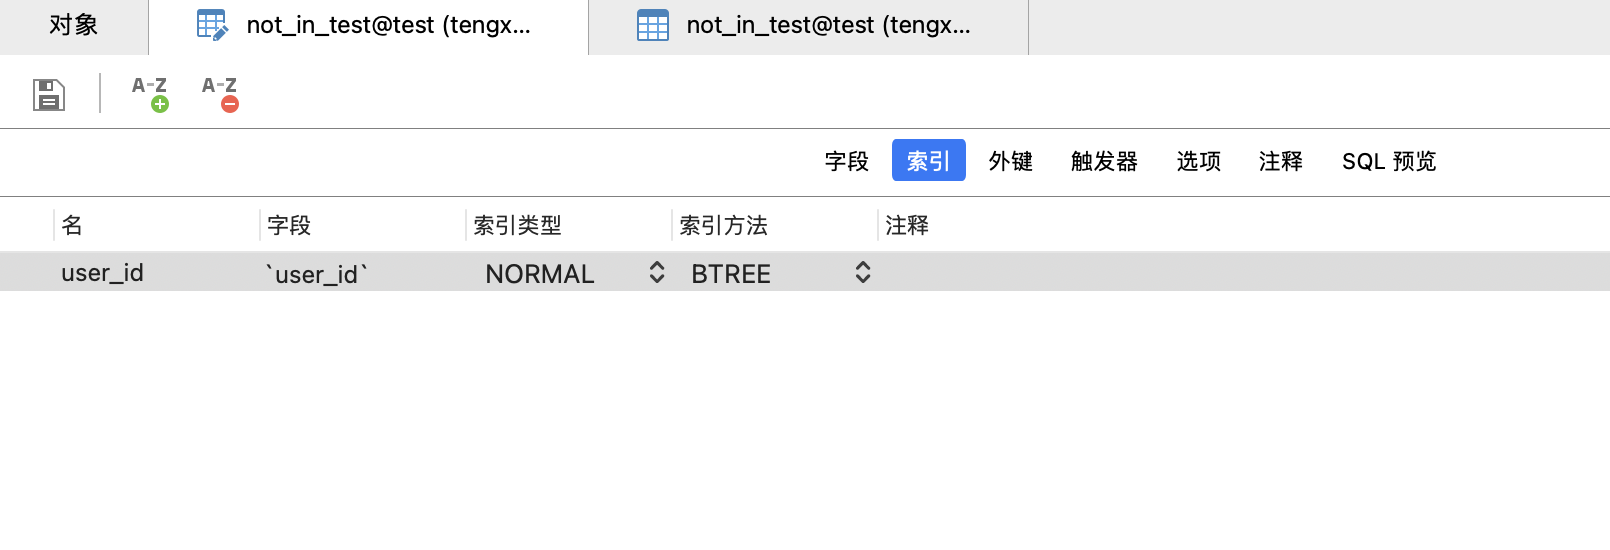 对象 not_in_test@test (tengx... not_in_test@test (tengx...
A-Z A-Z
字段 索引 外键 触发器 选项 注释 SQL 预览
名 字段 索引类型 索引方法 注释
user_id `user_id` NORMAL BTREE